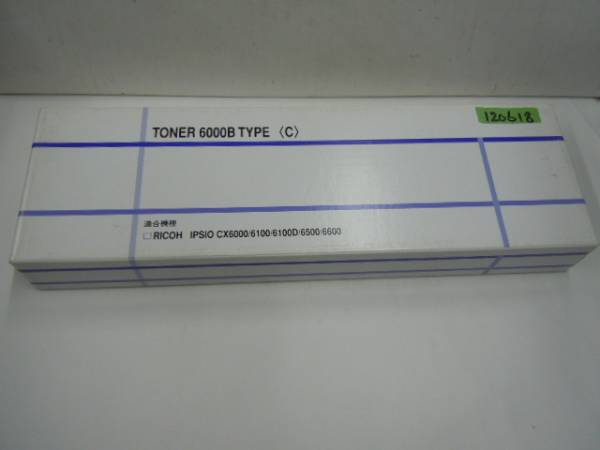 120618
TONER 6000B TYPE 〈C〉
適合機種
□RICOH IPSIO CX6000/6100/6100D/6500/6600